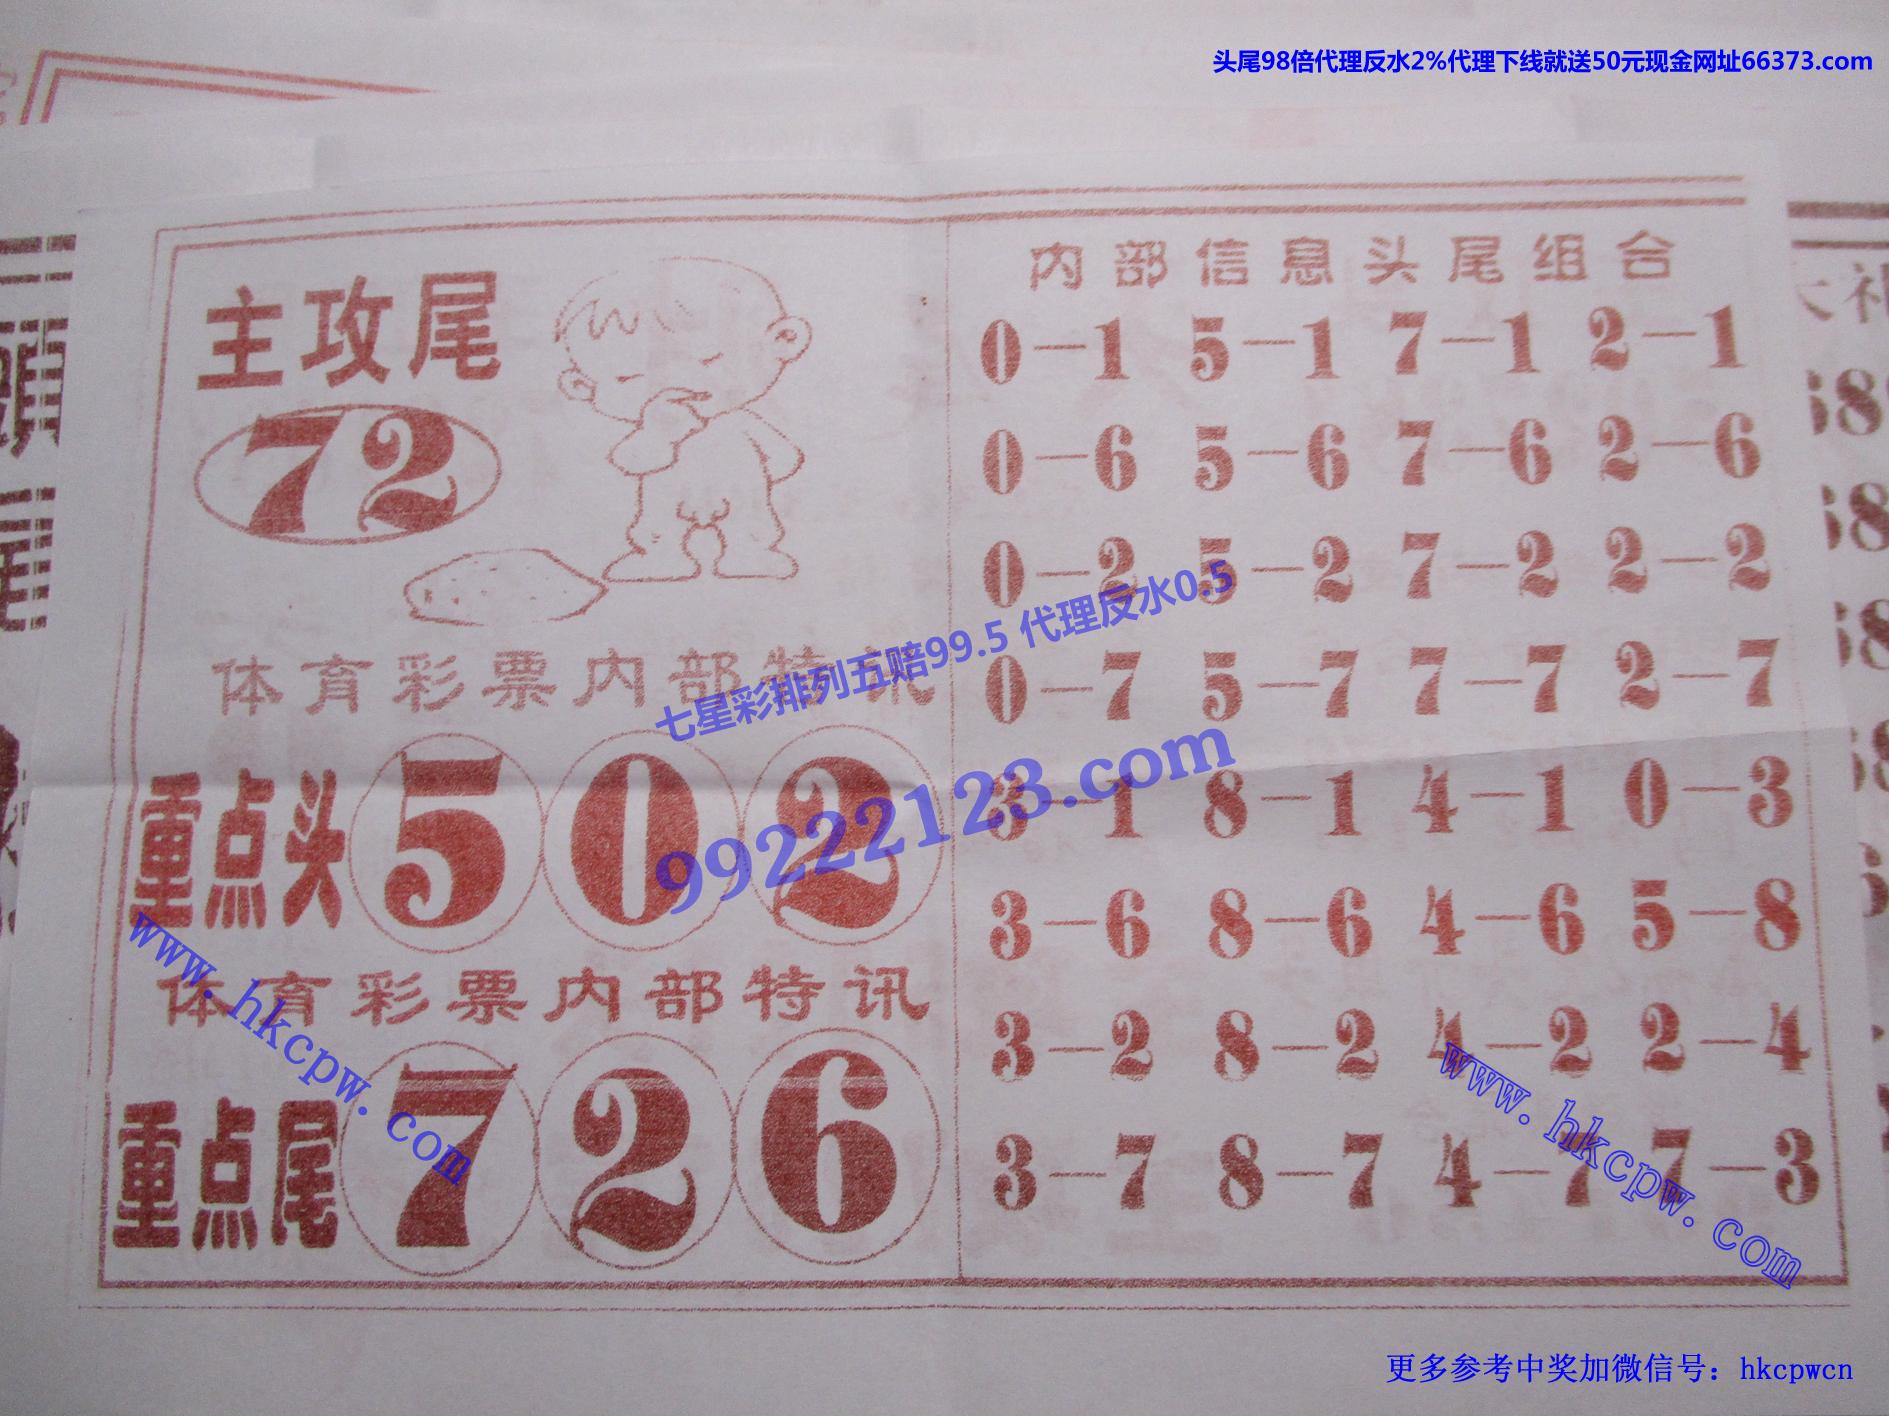 头尾98倍代理反水2%代理下线就送50元现金网址66373.com
主攻尾
72
体育彩票内部特讯
重点头 5 0 2
体育彩票内部特讯
重点尾 7 2 6
内部信息头尾组合
0—1 5—1 7—1 2—1
0—6 5—6 7—6 2—6
0—2 5—2 7—2 2—2
0—7 5—7 7—7 2—7
3—1 8—1 4—1 0—3
3—6 8—6 4—6 5—8
3—2 8—2 4—2 2—4
3—7 8—7 4—7 7—3
七星彩排列五赔99.5 代理反水0.5
99222123.com
www.hkcpw.com
www.hkcpw.com
頭
尾
更多参考中奖加微信号：hkcpwcn